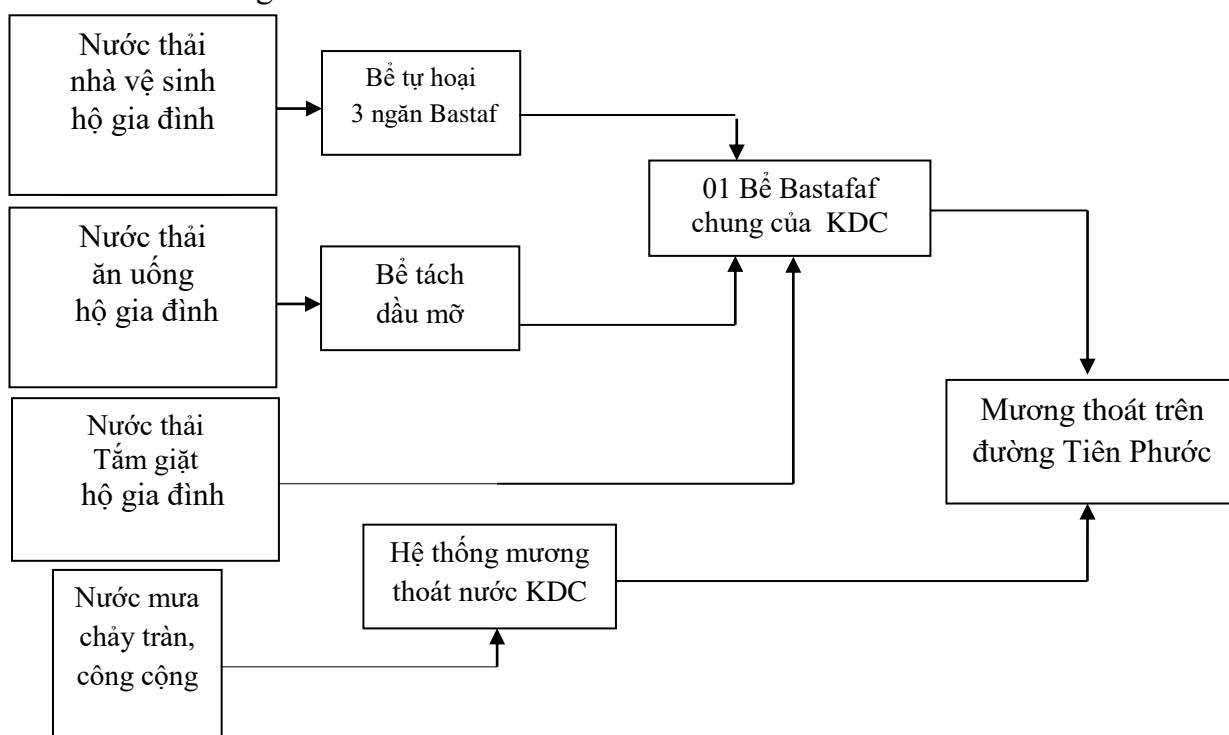 Nước thải
nhà vệ sinh
hộ gia đình
Bể tự hoại
3 ngăn Bastaf
01 Bể Bastafaf
chung của KDC
Nước thải
ăn uống
hộ gia đình
Bể tách
dầu mỡ
Mương thoát trên
đường Tiên Phước
Nước thải
Tắm giặt
hộ gia đình
Hệ thống mương
thoát nước KDC
Nước mưa
chảy tràn,
công cộng